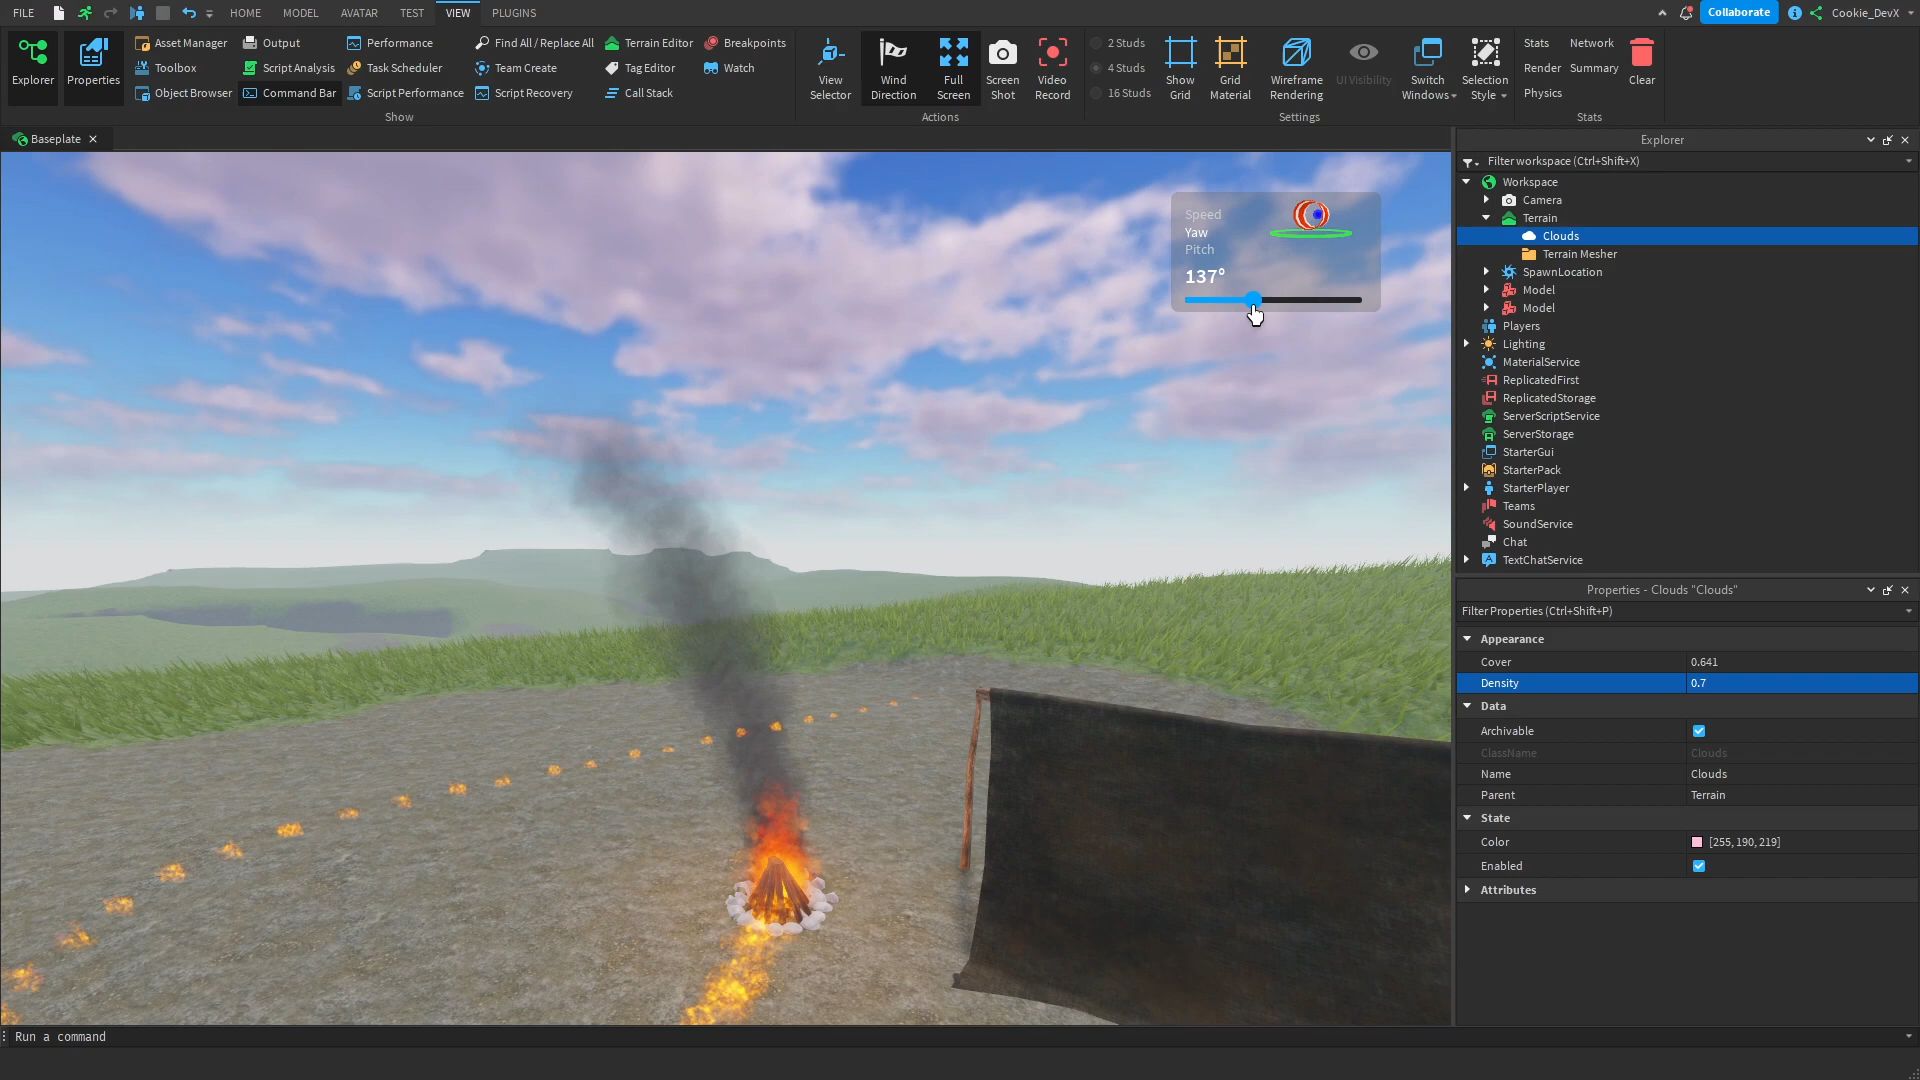 FILE HOME MODEL AVATAR TEST VIEW PLUGINS Collaborate Cookie_DevX
Explorer
Properties
Asset Manager Output Performance Find All / Replace All Terrain Editor Breakpoints
Toolbox Script Analysis Task Scheduler Team Create Tag Editor Watch
Object Browser Command Bar Script Performance Script Recovery Call Stack
Show
View Selector
Wind Direction
Full Screen
Screen Shot
Video Record
Actions
2 Studs
4 Studs
16 Studs
Show Grid
Grid Material
Wireframe Rendering
UI Visibility
Switch Windows
Selection Style
Settings
Stats Network
Render Summary
Physics
Clear
Stats
Baseplate
Speed
Yaw
Pitch
137°
Explorer
Filter workspace (Ctrl+Shift+X)
Workspace
Camera
Terrain
Clouds
Terrain Mesher
SpawnLocation
Model
Model
Players
Lighting
MaterialService
ReplicatedFirst
ReplicatedStorage
ServerScriptService
ServerStorage
StarterGui
StarterPack
StarterPlayer
Teams
SoundService
Chat
TextChatService
Properties - Clouds "Clouds"
Filter Properties (Ctrl+Shift+P)
Appearance
Cover 0.641
Density 0.7
Data
Archivable
ClassName Clouds
Name Clouds
Parent Terrain
State
Color [255, 190, 219]
Enabled
Attributes
Run a command